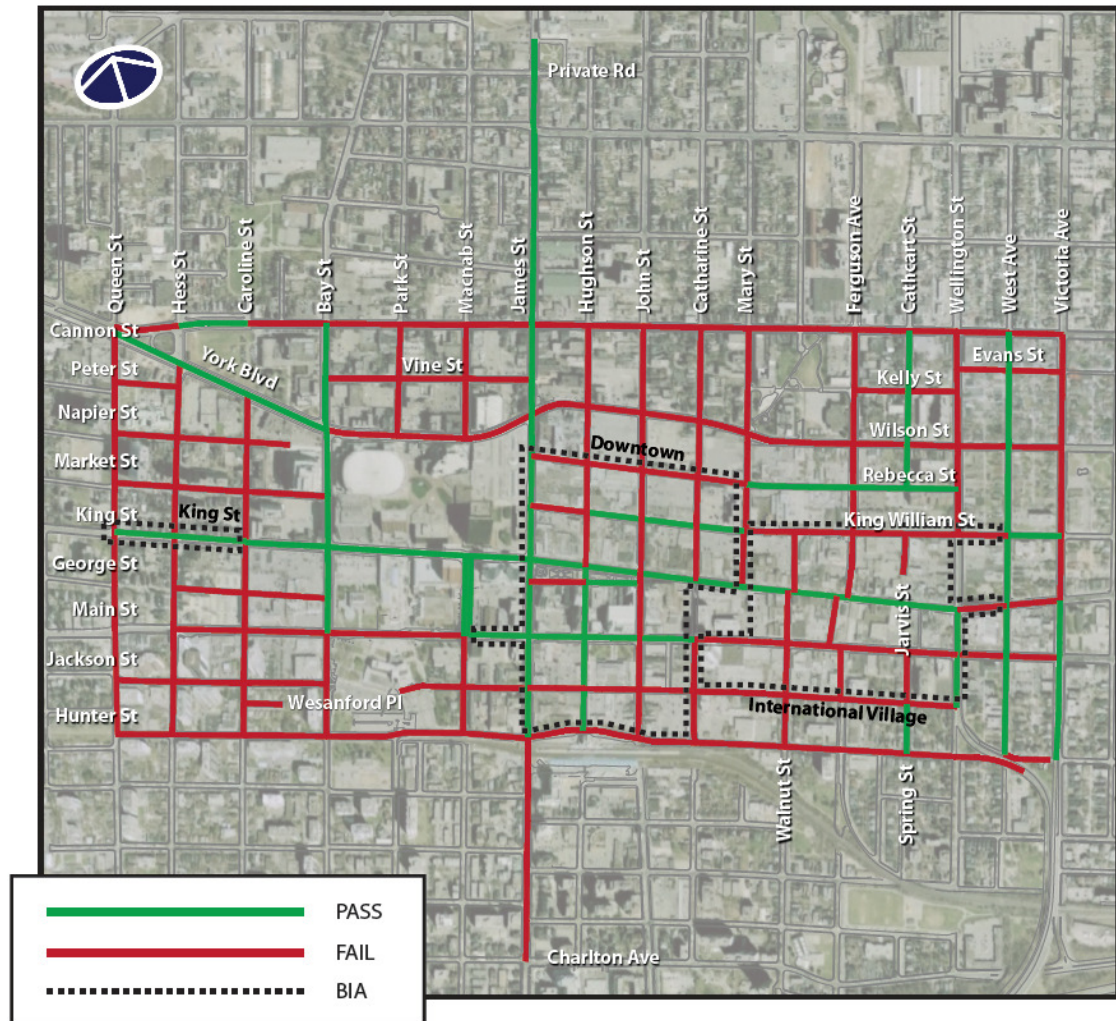 Private Rd
Queen St
Hess St
Caroline St
Bay St
Park St
Macnab St
James St
Hughson St
John St
Catharine St
Mary St
Ferguson Ave
Cathcart St
Wellington St
West Ave
Victoria Ave
Cannon St
Peter St
Napier St
Market St
King St
George St
Main St
Jackson St
Hunter St
York Blvd
Vine St
Evans St
Kelly St
Wilson St
Downtown
Rebecca St
King St
King William St
Jarvis St
Wesanford Pl
International Village
Walnut St
Spring St
Charlton Ave
PASS
FAIL
BIA